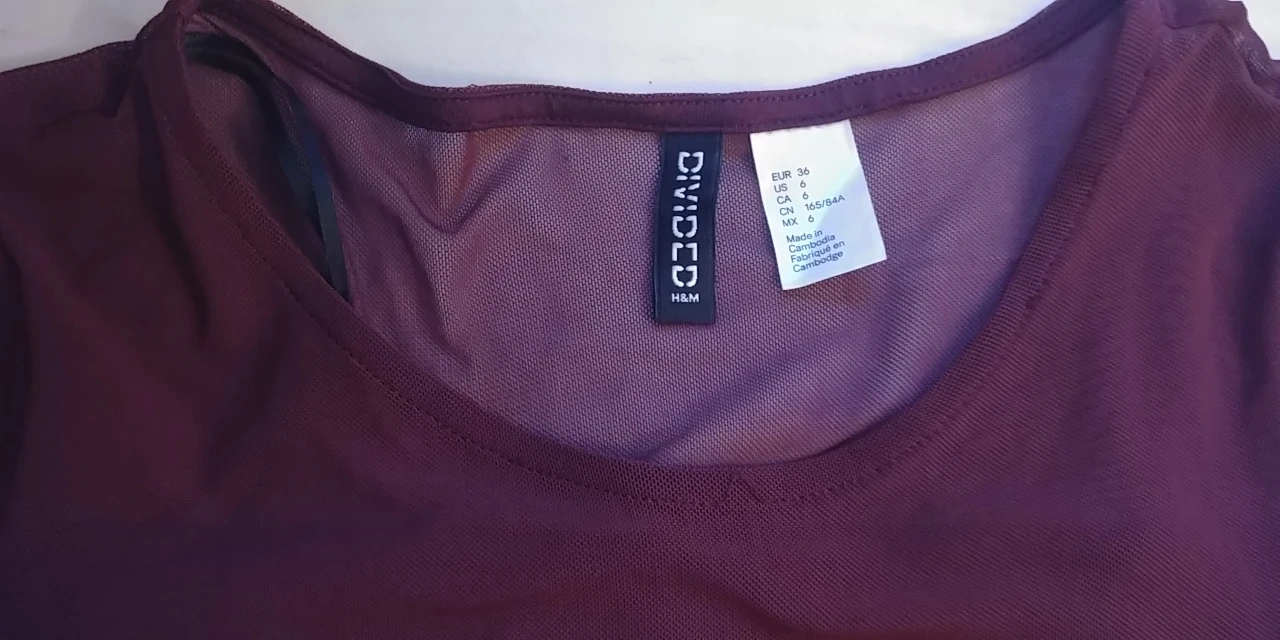 DIVIDED
H&M
EUR 36
US 6
CA 6
CN 165/84A
MX 6
Made in
Cambodia
Fabriqué en
Cambodge